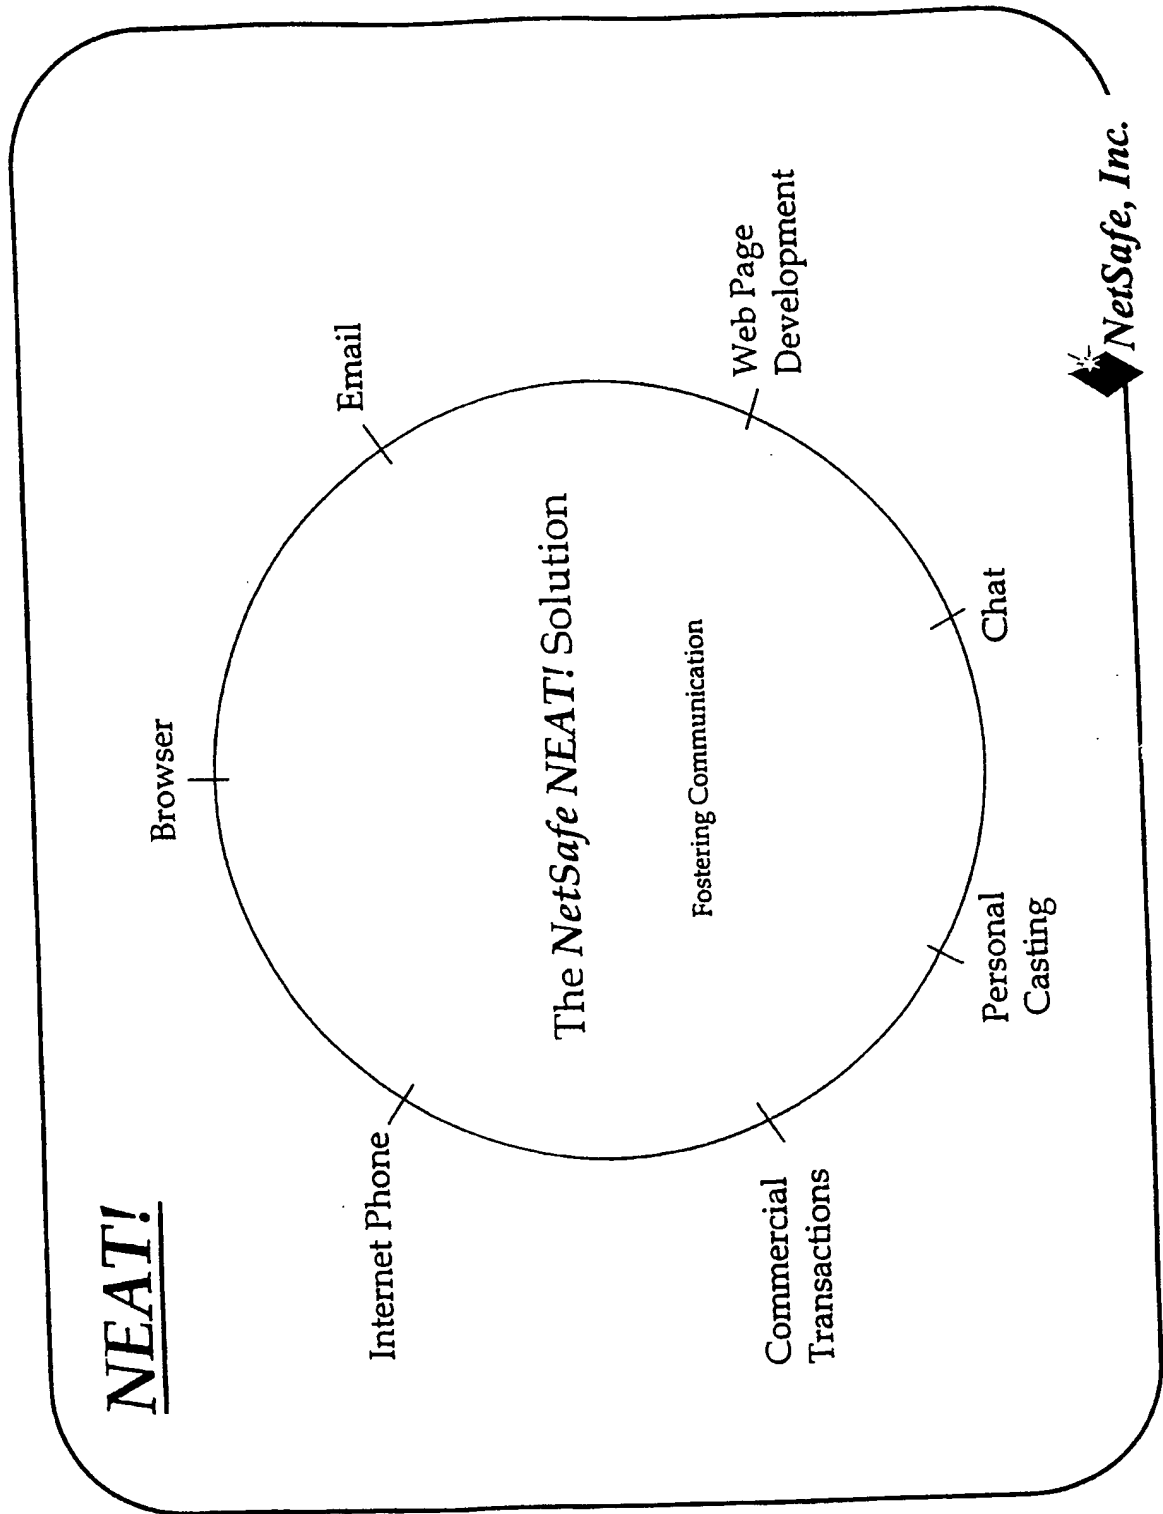 NEAT!
Browser
Internet Phone
Email
The NetSafe NEAT! Solution
Fostering Communication
Commercial
Transactions
Web Page
Development
Personal
Casting
Chat
NetSafe, Inc.